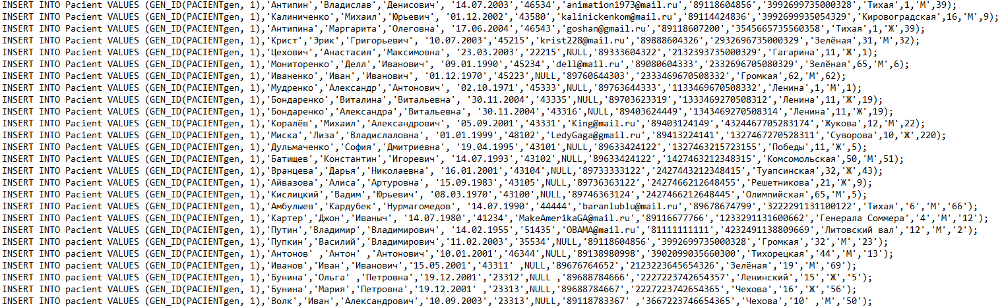 INSERT INTO Pacient VALUES (GEN_ID(PACIENTgen, 1),'Антипин','Владислав','Денисович', '14.07.2003','46534','animation1973@mail.ru','89118604856','3992699735000328','Тихая',1,'М',39);
INSERT INTO Pacient VALUES (GEN_ID(PACIENTgen, 1),'Калиниченко','Михаил','Юрьевич', '01.12.2002','43580','kalinickenkom@mail.ru','89114424836','3992699935054329','Кировоградская',16,'М',9);
INSERT INTO Pacient VALUES (GEN_ID(PACIENTgen, 1),'Антипина','Маргарита','Олеговна', '17.06.2004','46543','goshan@gmail.ru','89118607200','3545665735560358','Тихая',1,'Ж',39);
INSERT INTO Pacient VALUES (GEN_ID(PACIENTgen, 1),'Крист','Эрик','Григорьевич', '10.07.2003','45215','krist228@mail.ru','89888604326','2932696735000329','Зелёная',31,'М',32);
INSERT INTO Pacient VALUES (GEN_ID(PACIENTgen, 1),'Цехович','Анастасия','Максимовна', '23.03.2003','22215',NULL,'89333604322','2132393735000329','Гагарина',11,'Ж',1);
INSERT INTO Pacient VALUES (GEN_ID(PACIENTgen, 1),'Мониторенко','Делл','Иванович', '09.01.1990','45234','dell@mail.ru','89080604333','2332696705080329','Зелёная',65,'М',6);
INSERT INTO Pacient VALUES (GEN_ID(PACIENTgen, 1),'Иваненко','Иван','Иванович', '01.12.1970','45223',NULL,'89760644303','2333469670508332','Громкая',62,'М',62);
INSERT INTO Pacient VALUES (GEN_ID(PACIENTgen, 1),'Мудренко','Александр','Антонович', '02.10.1971','45333',NULL,'89763644333','1133469670508332','Ленина',1,'М',1);
INSERT INTO Pacient VALUES (GEN_ID(PACIENTgen, 1),'Бондаренко','Виталина','Витальевна', '30.11.2004','43335',NULL,'89703623319','1333469270508312','Ленина',11,'Ж',19);
INSERT INTO Pacient VALUES (GEN_ID(PACIENTgen, 1),'Бондаренко','Александра','Витальевна', '30.11.2004','43316',NULL,'89403624449','1343469270508314','Ленина',11,'Ж',19);
INSERT INTO Pacient VALUES (GEN_ID(PACIENTgen, 1),'Коралёв','Михаил','Александрович', '05.09.2001','43331','King@mail.ru','89403124149','4324467705283174','Жукова',12,'М',22);
INSERT INTO Pacient VALUES (GEN_ID(PACIENTgen, 1),'Миска','Лиза','Владислаловна', '01.01.1999','48102','LedyGaga@gmail.ru','89413224141','1327467270528311','Суворова',10,'Ж',220);
INSERT INTO Pacient VALUES (GEN_ID(PACIENTgen, 1),'Дульмаченко','София','Дмитриевна', '19.04.1995','43101',NULL,'89633424122','1327463215723155','Победы',11,'Ж',5);
INSERT INTO Pacient VALUES (GEN_ID(PACIENTgen, 1),'Батищев','Константин','Игоревич', '14.07.1993','43102',NULL,'89633424122','1427463212348315','Комсомольская',50,'М',51);
INSERT INTO Pacient VALUES (GEN_ID(PACIENTgen, 1),'Вранцева','Дарья','Николаевна', '16.01.2001','43104',NULL,'89733333122','2427443212348415','Туапсинская',32,'Ж',43);
INSERT INTO Pacient VALUES (GEN_ID(PACIENTgen, 1),'Айвазова','Алиса','Артуровна', '15.09.1983','43105',NULL,'89736363122','2427466212648455','Решетникова',21,'Ж',9);
INSERT INTO Pacient VALUES (GEN_ID(PACIENTgen, 1),'Кислицкий','Вадим','Юрьевич', '08.03.1970','43100',NULL,'89746363124','2427466212648445','Олимпийская',65,'М',5);
INSERT INTO Pacient VALUES (GEN_ID(PACIENTgen, 1),'Амбулыев','Кардубек','Нурмагомедов', '14.07.1990','44444','baranlublu@mail.ru','89678674799','3222291131100122','Тихая','6','М','66');
INSERT INTO Pacient VALUES (GEN_ID(PACIENTgen, 1),'Картер','Джон','Иваныч', '14.07.1980','41234','MakeAmerikaGA@mail.ru','89116677766','1233291131600662','Генерала Соммера','4','М','12');
INSERT INTO Pacient VALUES (GEN_ID(PACIENTgen, 1),'Путин','Владимир','Владимирович', '14.02.1955','51435','OBAMA@mail.ru','81111111111','4232491138809669','Литовский вал','12','М','2');
INSERT INTO pacient VALUES (GEN_ID(PACIENTgen, 1),'Пупкин','Василий','Владимирович','11.02.2003','35534',NULL,'89118604856','3992699735000328','Громкая','32','М','23');
INSERT INTO pacient VALUES (GEN_ID(PACIENTgen, 1),'Антонов','Антон' ,'Антонович','10.01.2001','46344',NULL,'89138980998','3902099035660300','Тихорецкая','44','М','13');
INSERT INTO pacient VALUES (GEN_ID(PACIENTgen, 1),'Иванов','Иван','Иванович','15.05.2001','43311' ,NULL,'89676764652','2123223645654326','Зелёная','19','М','69');
INSERT INTO pacient VALUES (GEN_ID(PACIENTgen, 1),'Бунина','Ольга' ,'Петровна','19.12.2001','23312',NULL ,'89688784666','2227223742654357','Ленинский','15','Ж','5');
INSERT INTO pacient VALUES (GEN_ID(PACIENTgen, 1),'Бунина','Мария','Петровна','19.12.2001' ,'23313',NULL,'89688784667','2227223742654365','Чехова','16','Ж','56');
INSERT INTO pacient VALUES (GEN_ID(PACIENTgen, 1),'Волк','Иван','Александрович','10.09.2003','23313',NULL,'89118783367' ,'3667223746654365','Чехова','10' ,'М','50');